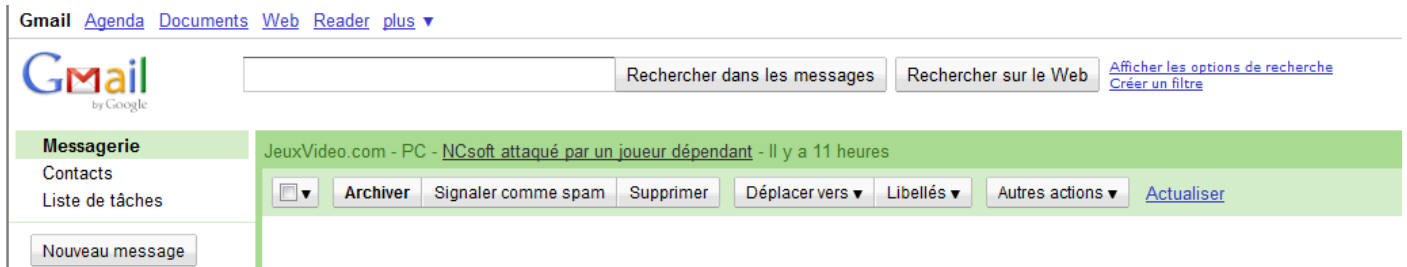 Gmail Agenda Documents Web Reader plus ▼
Gmail
by Google
Rechercher dans les messages Rechercher sur le Web
Afficher les options de recherche
Créer un filtre
Messagerie
Contacts
Liste de tâches
Nouveau message
JeuxVideo.com - PC - NCsoft attaqué par un joueur dépendant - Il y a 11 heures
Archiver Signaler comme spam Supprimer Déplacer vers ▼ Libellés ▼ Autres actions ▼ Actualiser